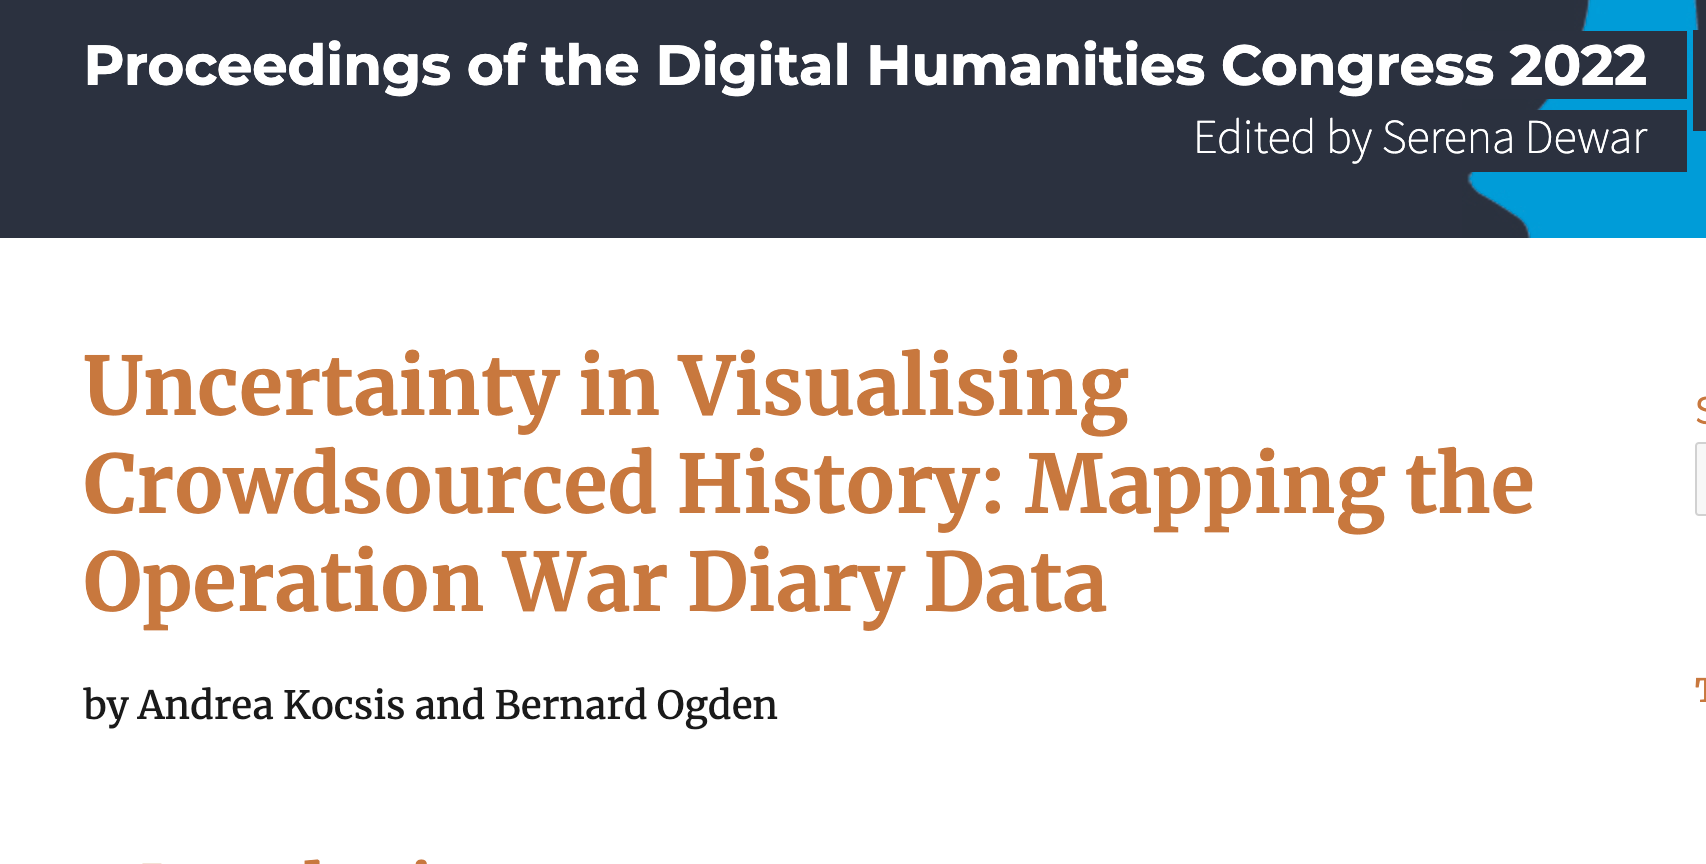 Proceedings of the Digital Humanities Congress 2022
Edited by Serena Dewar
Uncertainty in Visualising
Crowdsourced History: Mapping the
Operation War Diary Data
by Andrea Kocsis and Bernard Ogden